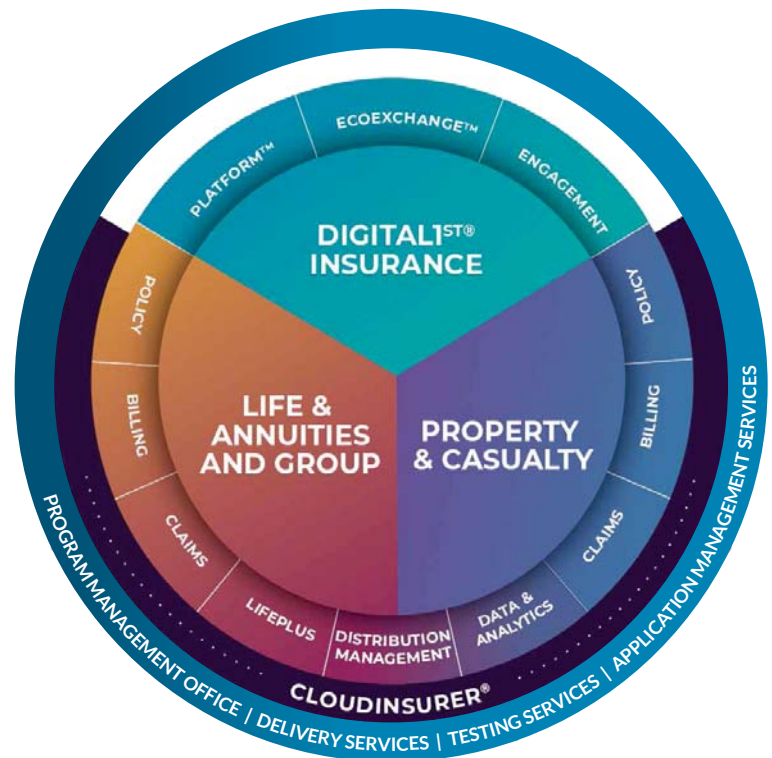 ECOEXCHANGE™
PLATFORM™
ENGAGEMENT
DIGITAL1ST®
INSURANCE
POLICY
POLICY
BILLING
BILLING
LIFE &
ANNUITIES
AND GROUP
PROPERTY
& CASUALTY
CLAIMS
CLAIMS
LIFEPLUS
DISTRIBUTION
MANAGEMENT
DATA &
ANALYTICS
CLOUDINSURER®
PROGRAM MANAGEMENT OFFICE | DELIVERY SERVICES | TESTING SERVICES | APPLICATION MANAGEMENT SERVICES